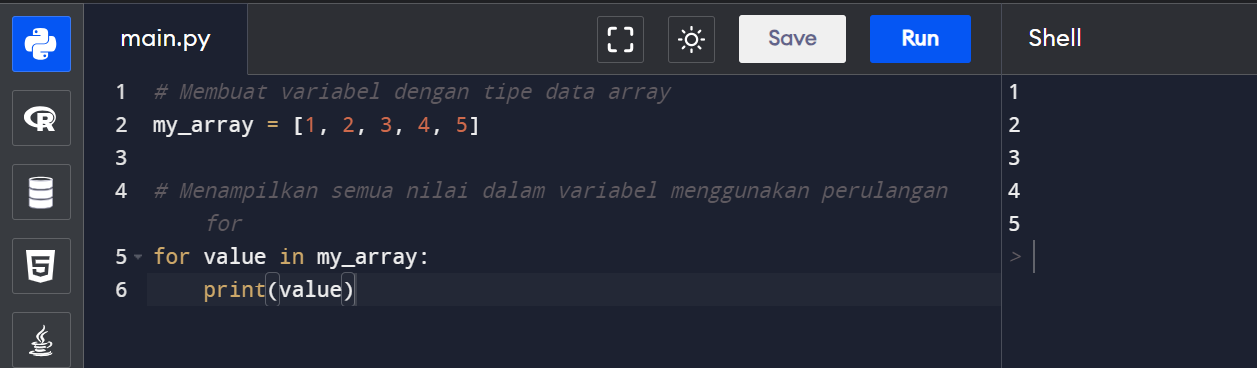 main.py
Save
Run
Shell
1 # Membuat variabel dengan tipe data array
2 my_array = [1, 2, 3, 4, 5]
3
4 # Menampilkan semua nilai dalam variabel menggunakan perulangan
for
5 for value in my_array:
6 print(value)
1
2
3
4
5
>
R
5